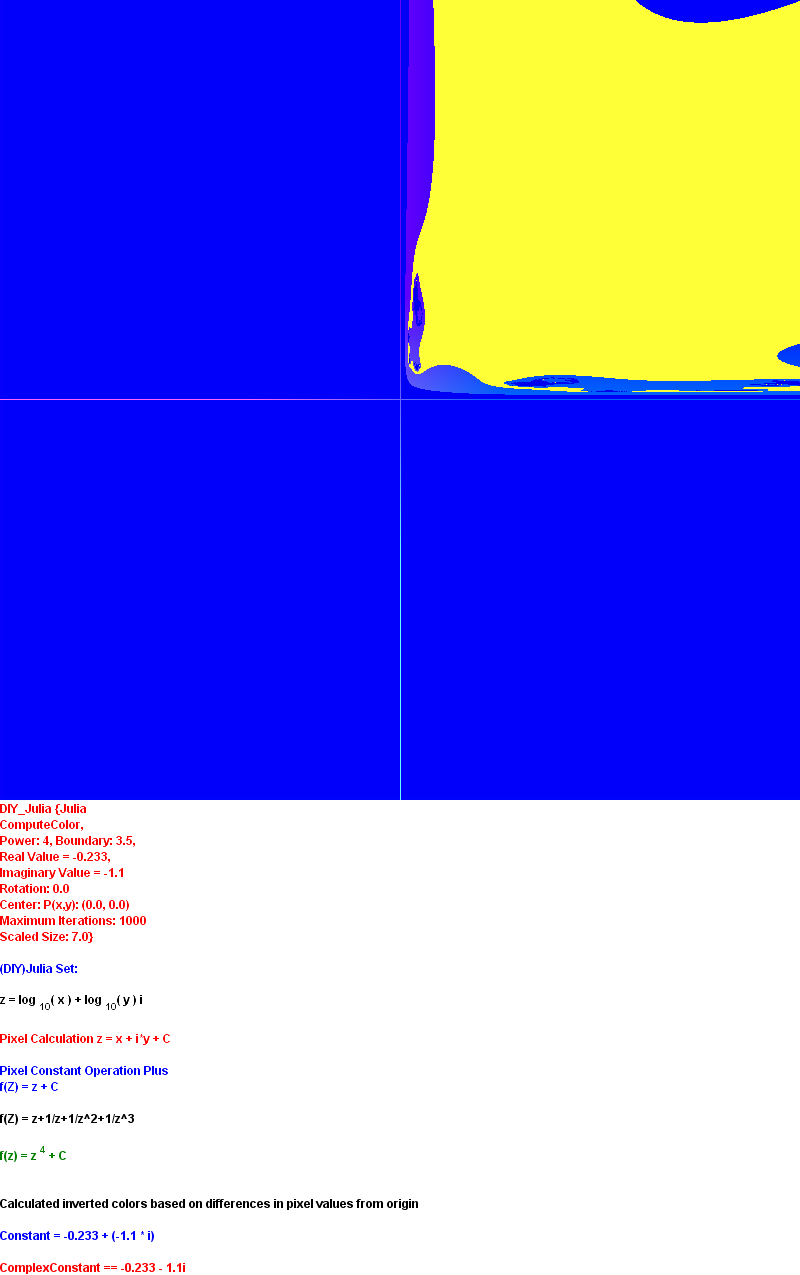 DIY_Julia {Julia
ComputeColor,
Power: 4, Boundary: 3.5,
Real Value = -0.233,
Imaginary Value = -1.1
Rotation: 0.0
Center: P(x,y): (0.0, 0.0)
Maximum Iterations: 1000
Scaled Size: 7.0}
(DIY)Julia Set:
z = log 10( x ) + log 10( y ) i
Pixel Calculation z = x + i*y + C
Pixel Constant Operation Plus
f(Z) = z + C
f(Z) = z+1/z+1/z^2+1/z^3
f(z) = z 4 + C
Calculated inverted colors based on differences in pixel values from origin
Constant = -0.233 + (-1.1 * i)
ComplexConstant == -0.233 - 1.1i